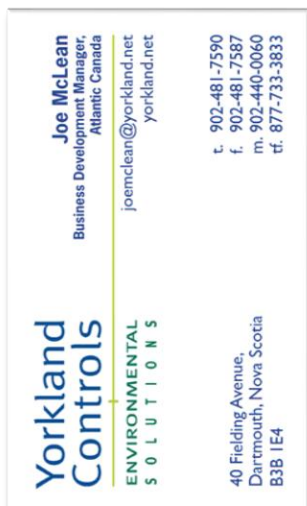 Yorkland
Controls
ENVIRONMENTAL
SOLUTIONS
Joe McLean
Business Development Manager,
Atlantic Canada
joemclean@yorkland.net
yorkland.net
40 Fielding Avenue,
Dartmouth, Nova Scotia
B3B 1E4
t. 902-481-7590
f. 902-481-7587
m. 902-440-0060
tf. 877-733-3833